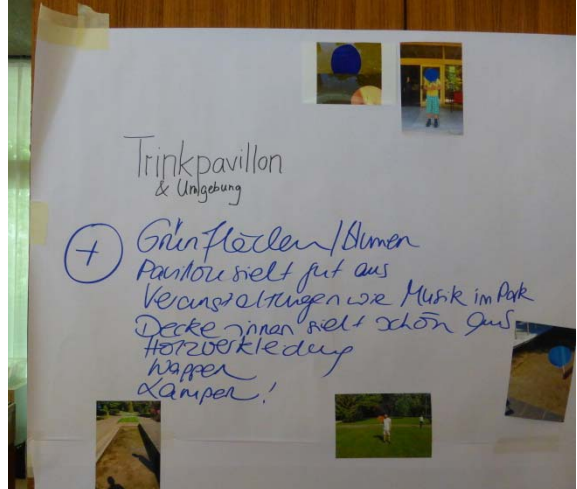 Trinkpavillon
& Umgebung
+ Grünflächen/Blumen
Pavillon sieht gut aus
Veranstaltungen wie Musik im Park
Decke innen sieht schön aus
Holzverkleidung
Wappen
Lampen!